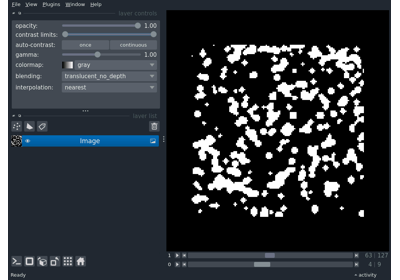 File View Plugins Window Help
layer controls
opacity: 1.00
contrast limits:
auto-contrast: once continuous
gamma: 1.00
colormap: gray
blending: translucent_no_depth
interpolation: nearest
layer list
Image
1 63 127
0 4 9
Ready activity